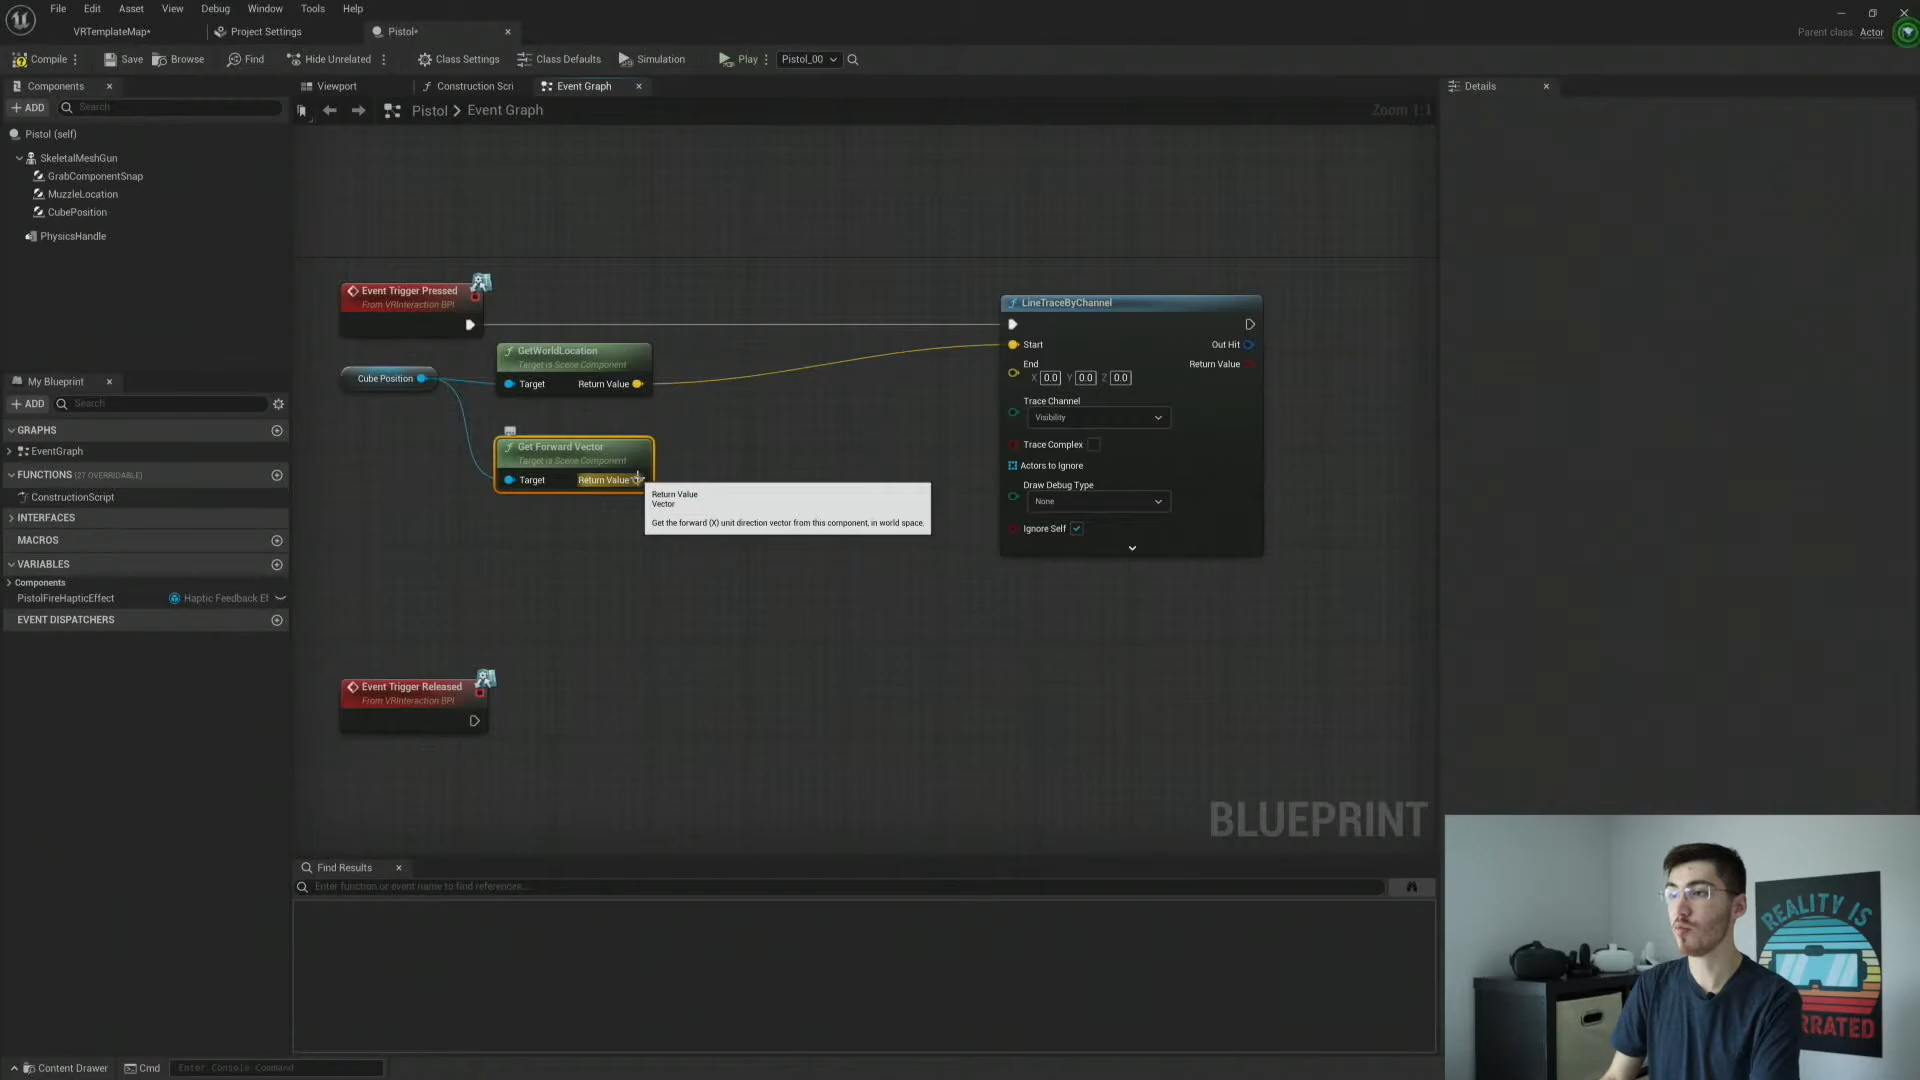 File Edit Asset View Debug Window Tools Help
VRTemplateMap* Project Settings Pistol*
Parent class: Actor
Compile Save Browse Find Hide Unrelated Class Settings Class Defaults Simulation Play Pistol_00
Components Viewport Construction Scri Event Graph Details
ADD Search
Pistol > Event Graph
Zoom 1:1
Pistol (self)
SkeletalMeshGun
GrabComponentSnap
MuzzleLocation
CubePosition
PhysicsHandle
Event Trigger Pressed
From VRInteraction BPI
Cube Position
GetWorldLocation
Target is Scene Component
Target Return Value
Get Forward Vector
Target is Scene Component
Target Return Value
Return Value
Vector
Get the forward (X) unit direction vector from this component, in world space.
LineTraceByChannel
Start Out Hit
End Return Value
X 0.0 Y 0.0 Z 0.0
Trace Channel
Visibility
Trace Complex
Actors to Ignore
Draw Debug Type
None
Ignore Self
Event Trigger Released
From VRInteraction BPI
BLUEPRINT
My Blueprint
ADD Search
GRAPHS
EventGraph
FUNCTIONS (27 OVERRIDABLE)
ConstructionScript
INTERFACES
MACROS
VARIABLES
Components
PistolFireHapticEffect Haptic Feedback Ef
EVENT DISPATCHERS
Find Results
Enter function or event name to find references...
Content Drawer Cmd Enter Console Command
REALITY IS
RRATED